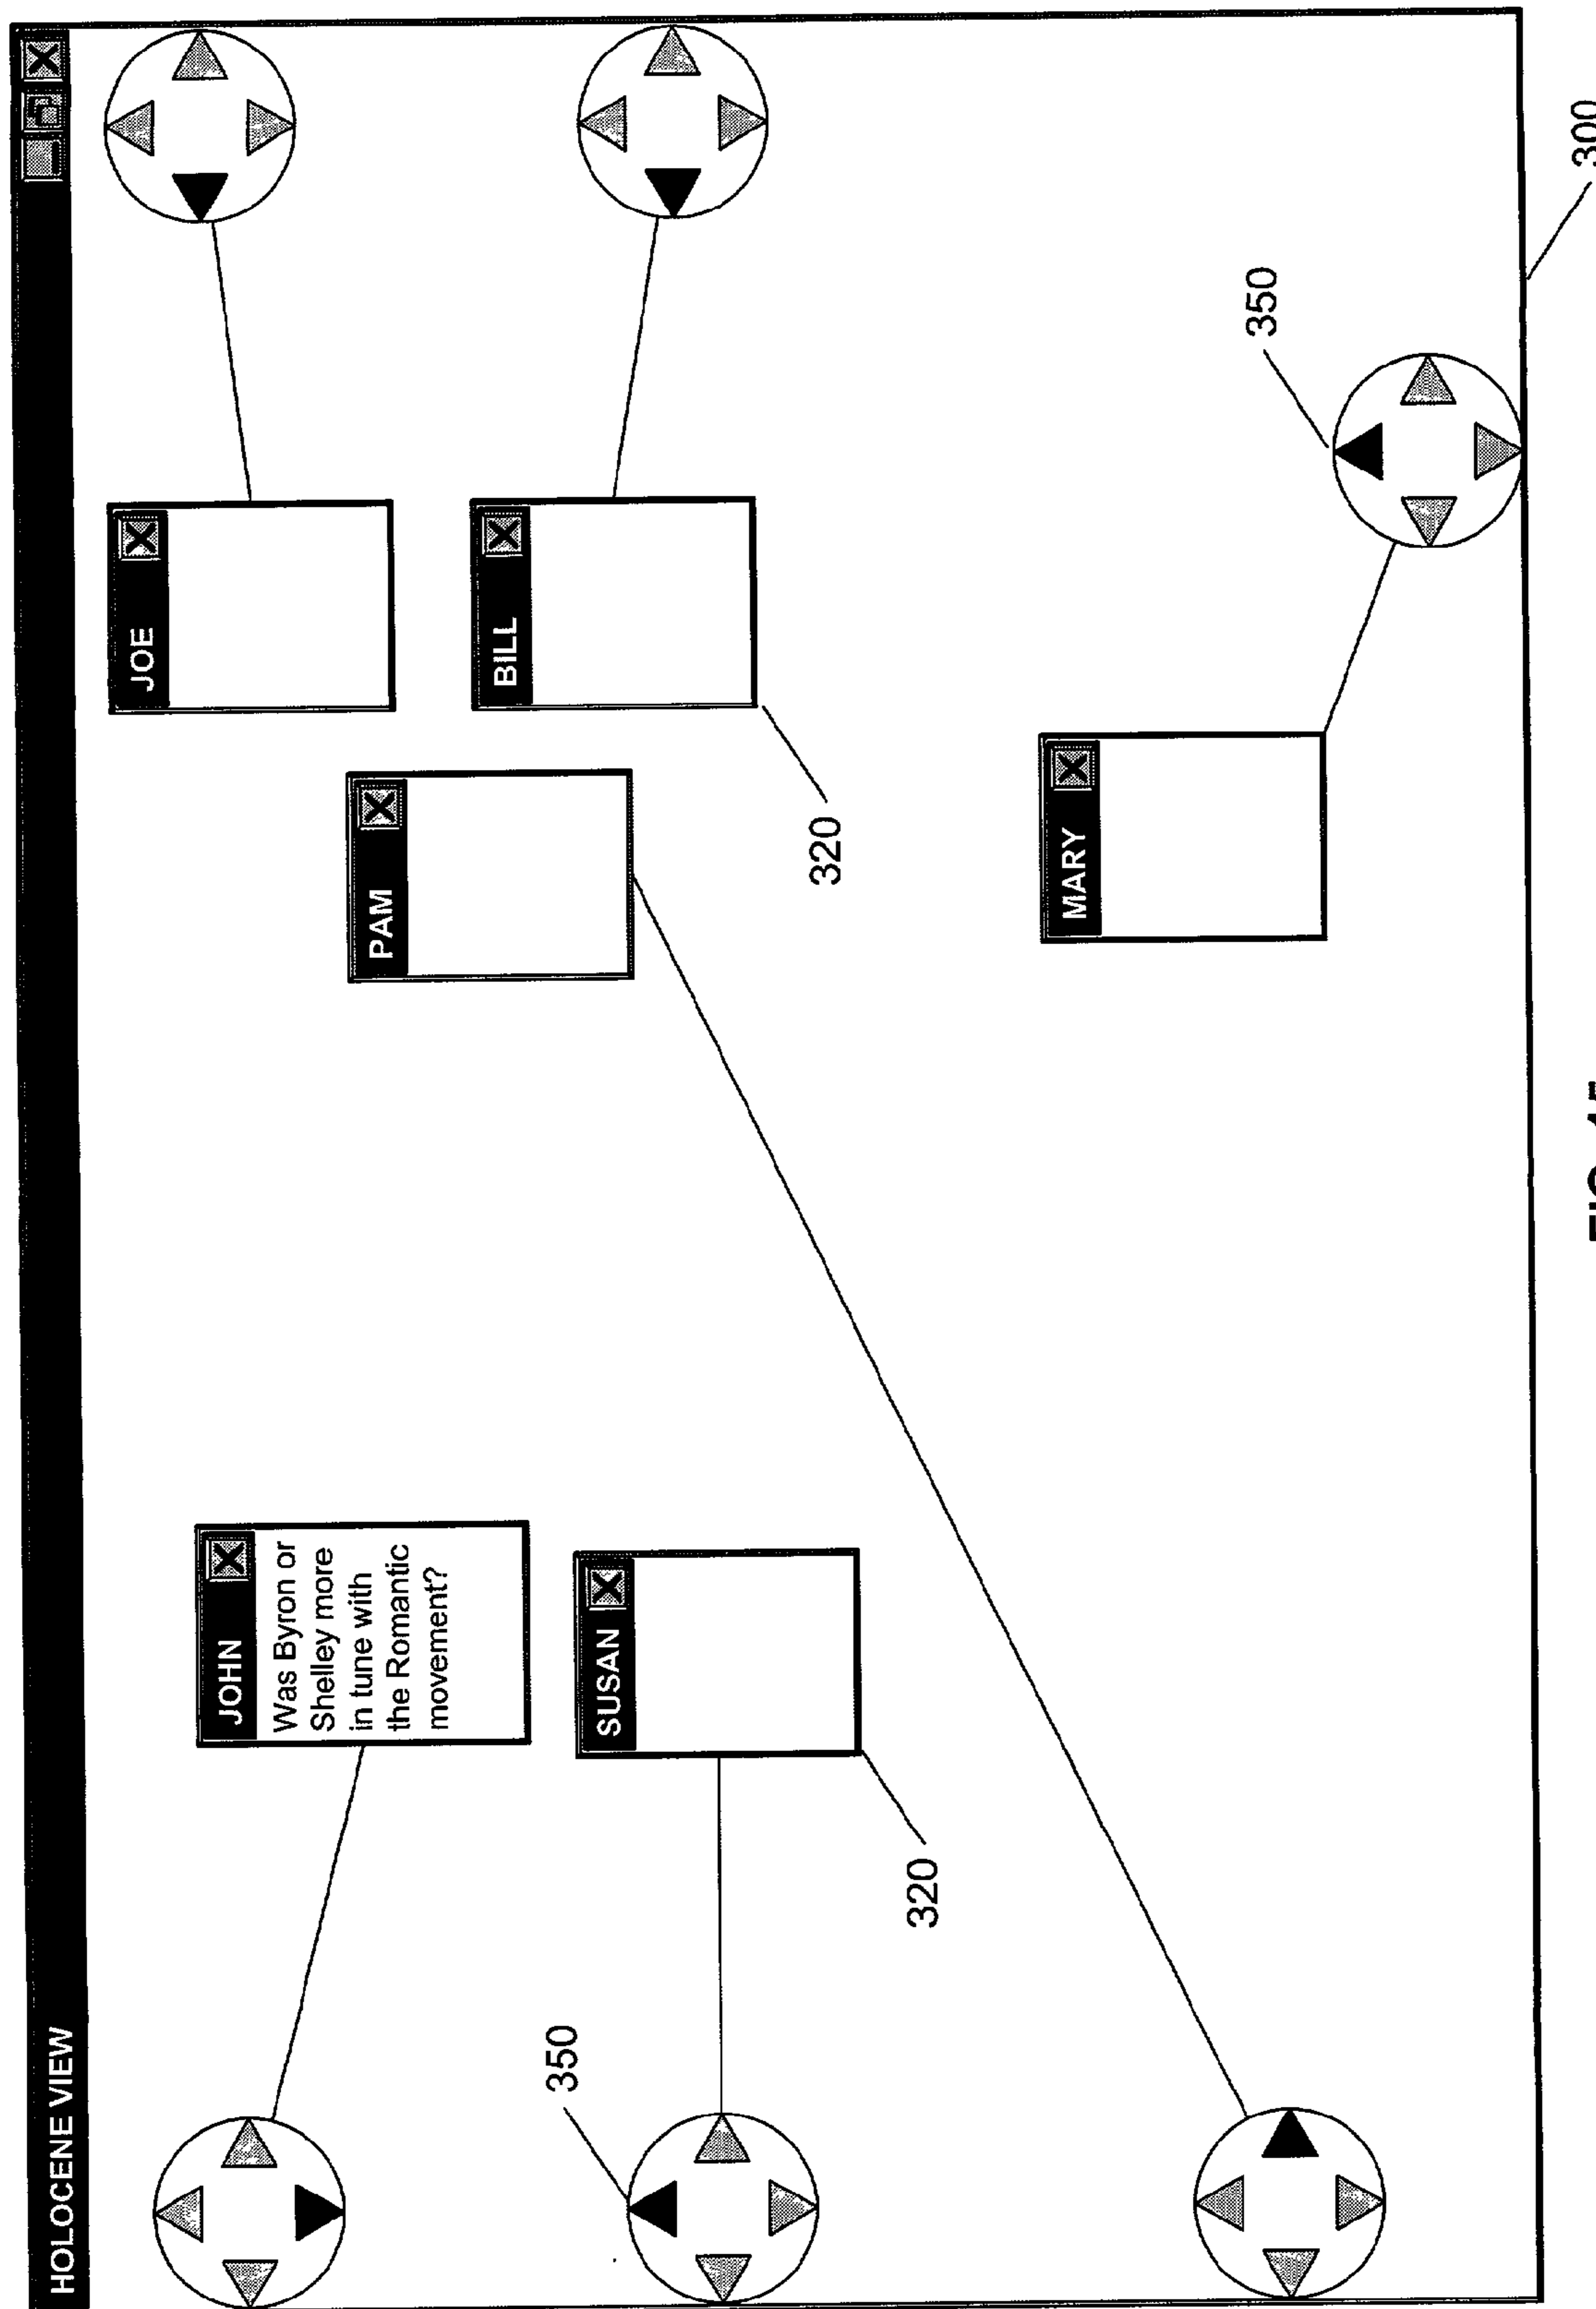 HOLOCENE VIEW
JOE
JOHN
Was Byron or
Shelley more
in tune with
the Romantic
movement?
PAM
BILL
350
SUSAN
320
320
MARY
350
300
FIG.